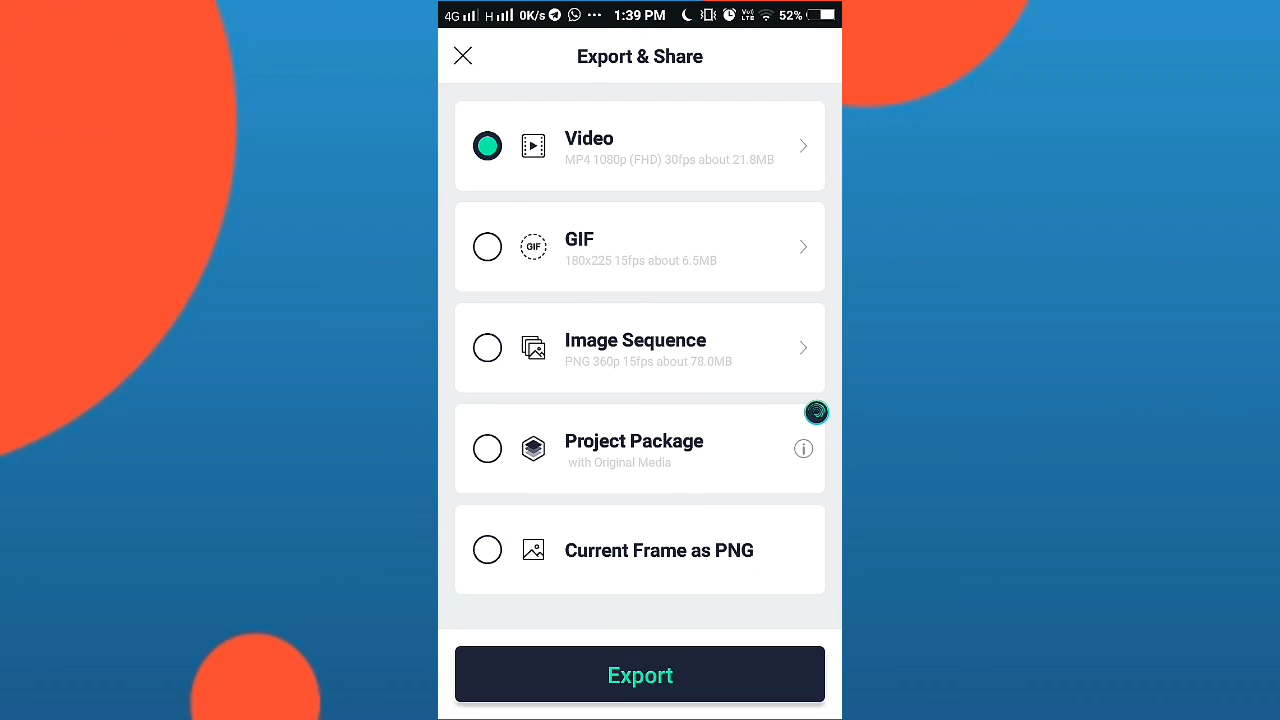 4G H 0K/s 1:39 PM Vo) LTE 52%
Export & Share
Video
MP4 1080p (FHD) 30fps about 21.8MB
GIF
GIF
180x225 15fps about 6.5MB
Image Sequence
PNG 360p 15fps about 78.0MB
Project Package
with Original Media
Current Frame as PNG
Export